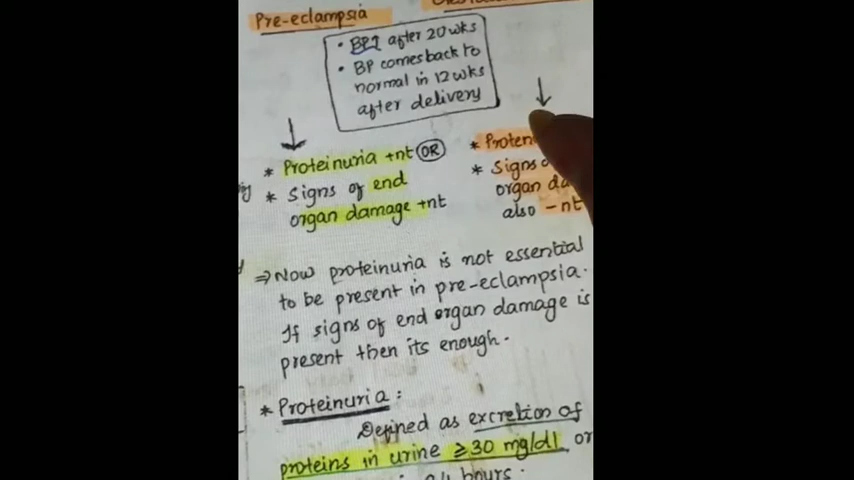 Pre-eclampsia
• BP↑ after 20 wks
• BP comes back to
normal in 12 wks
after delivery
* Proteinuria +nt OR
* Signs of end
organ damage +nt
* Proten
* Signs
organ da
also -nt
⇒ Now proteinuria is not essential
to be present in pre-eclampsia.
If signs of end organ damage is
present then its enough.
* Proteinuria:
Defined as excretion of
proteins in urine ≥30 mg/dl or
24 hours.